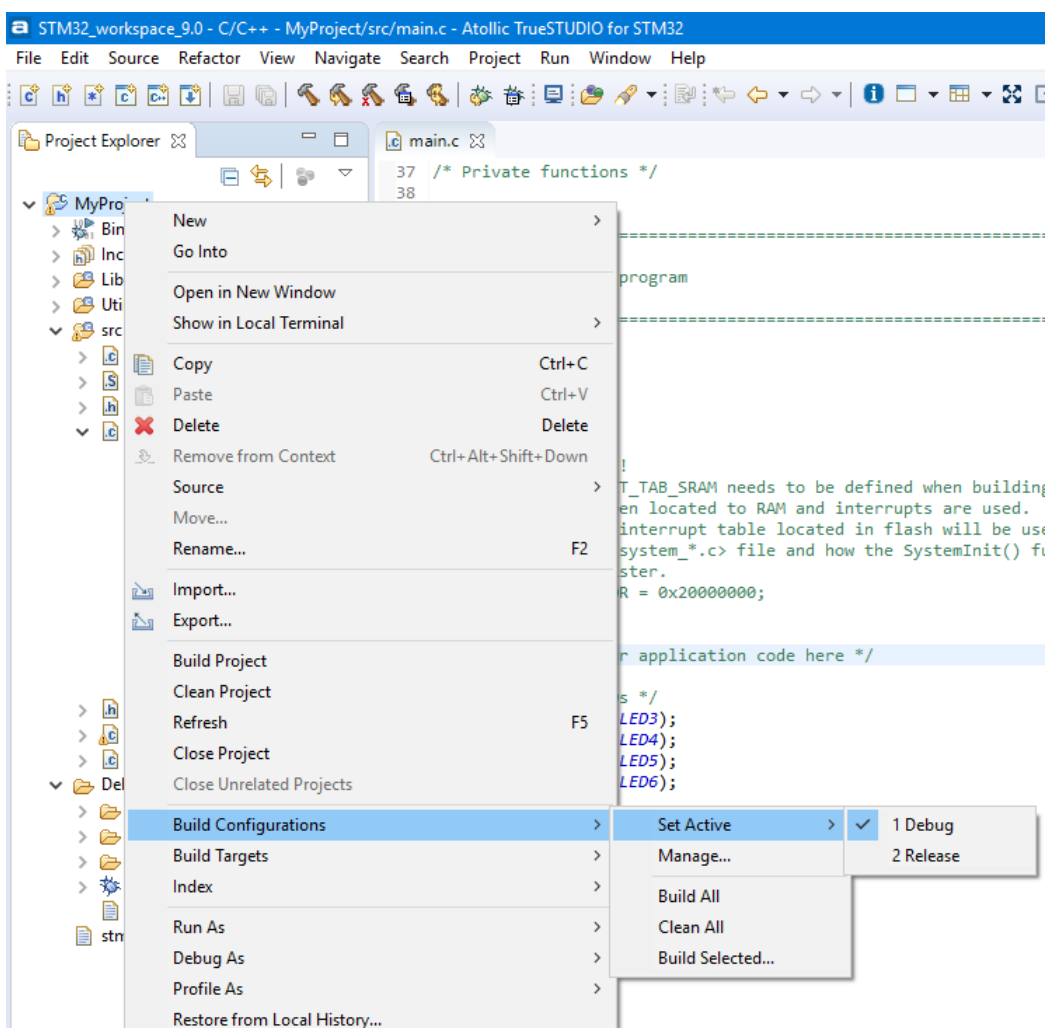 STM32_workspace_9.0 - C/C++ - MyProject/src/main.c - Atollic TrueSTUDIO for STM32
File Edit Source Refactor View Navigate Search Project Run Window Help
Project Explorer
main.c
37 /* Private functions */
38
MyProject
New
Bin
Inc
Go Into
program
Lib
Open in New Window
Uti
Show in Local Terminal
src
Copy Ctrl+C
Paste Ctrl+V
Delete Delete
Remove from Context Ctrl+Alt+Shift+Down
!
Source
T_TAB_SRAM needs to be defined when building
en located to RAM and interrupts are used.
Move...
interrupt table located in flash will be use
Rename... F2
system_*.c> file and how the SystemInit() fu
ster.
Import...
R = 0x20000000;
Export...
Build Project
r application code here */
Clean Project
s */
Refresh F5
LED3);
LED4);
Close Project
LED5);
Close Unrelated Projects
LED6);
Del
Build Configurations
Set Active
1 Debug
Build Targets
Manage...
2 Release
Index
Build All
Run As
Clean All
stm
Debug As
Build Selected...
Profile As
Restore from Local History...